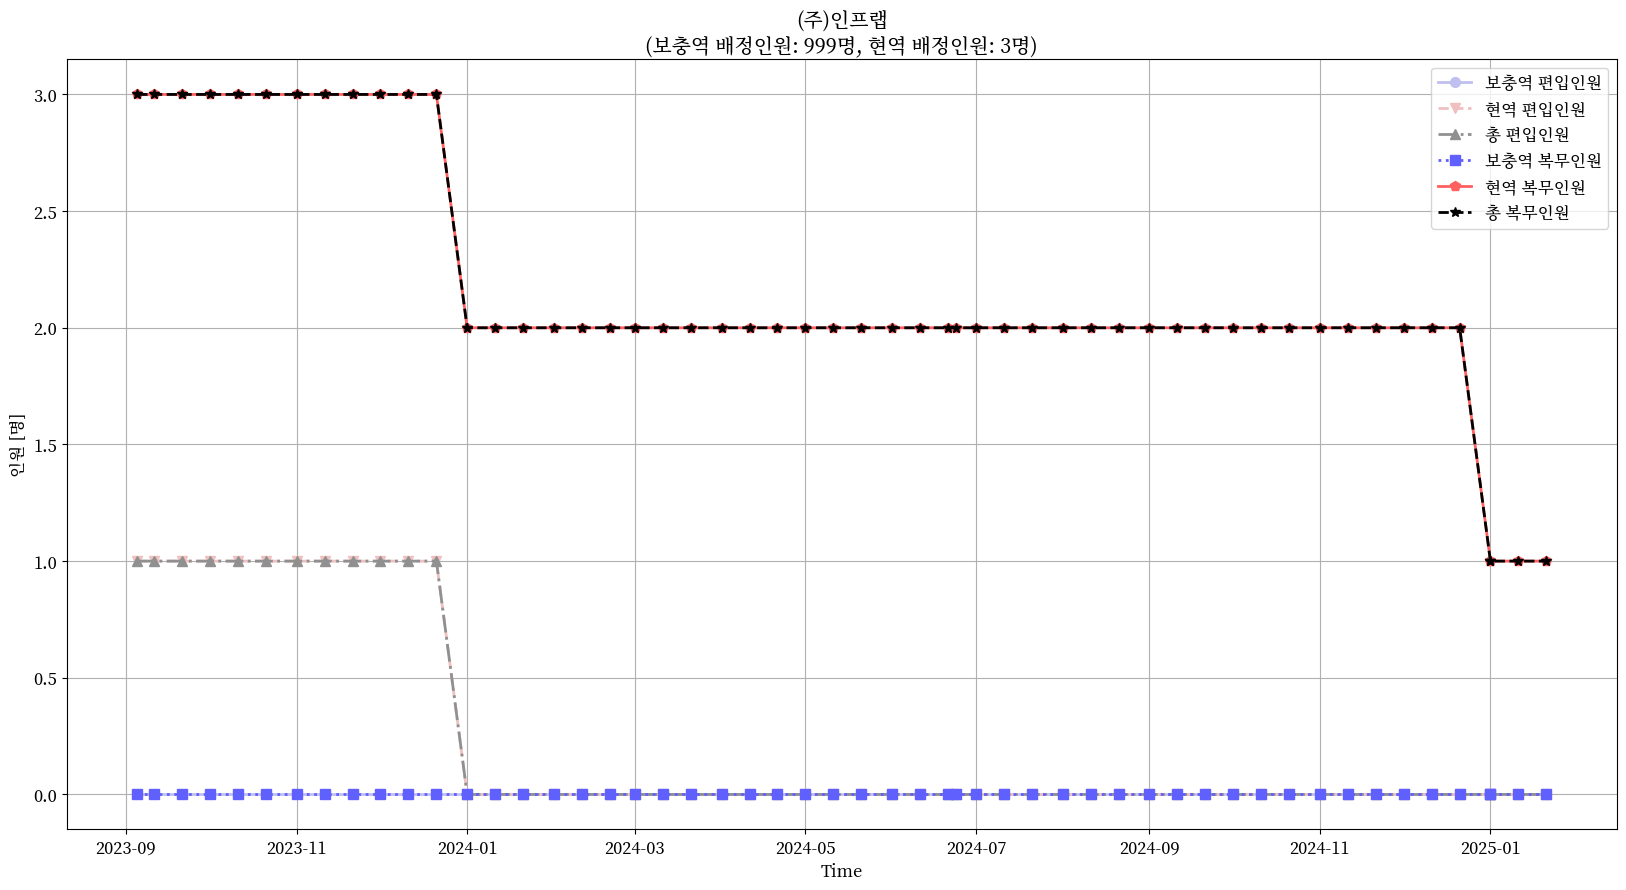 (주)인프랩
(보충역 배정인원: 999명, 현역 배정인원: 3명)
보충역 편입인원
현역 편입인원
총 편입인원
보충역 복무인원
현역 복무인원
총 복무인원
3.0
2.5
2.0
1.5
1.0
0.5
0.0
인원 [명]
2023-09 2023-11 2024-01 2024-03 2024-05 2024-07 2024-09 2024-11 2025-01
Time